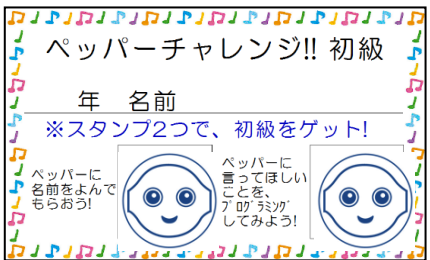 ペッパーチャレンジ!! 初級
年 名前
※スタンプ2つで、初級をゲット!
ペッパーに
名前をよんで
もらおう!
ペッパーに
言ってほしい
ことを、
プログラミング
してみよう!